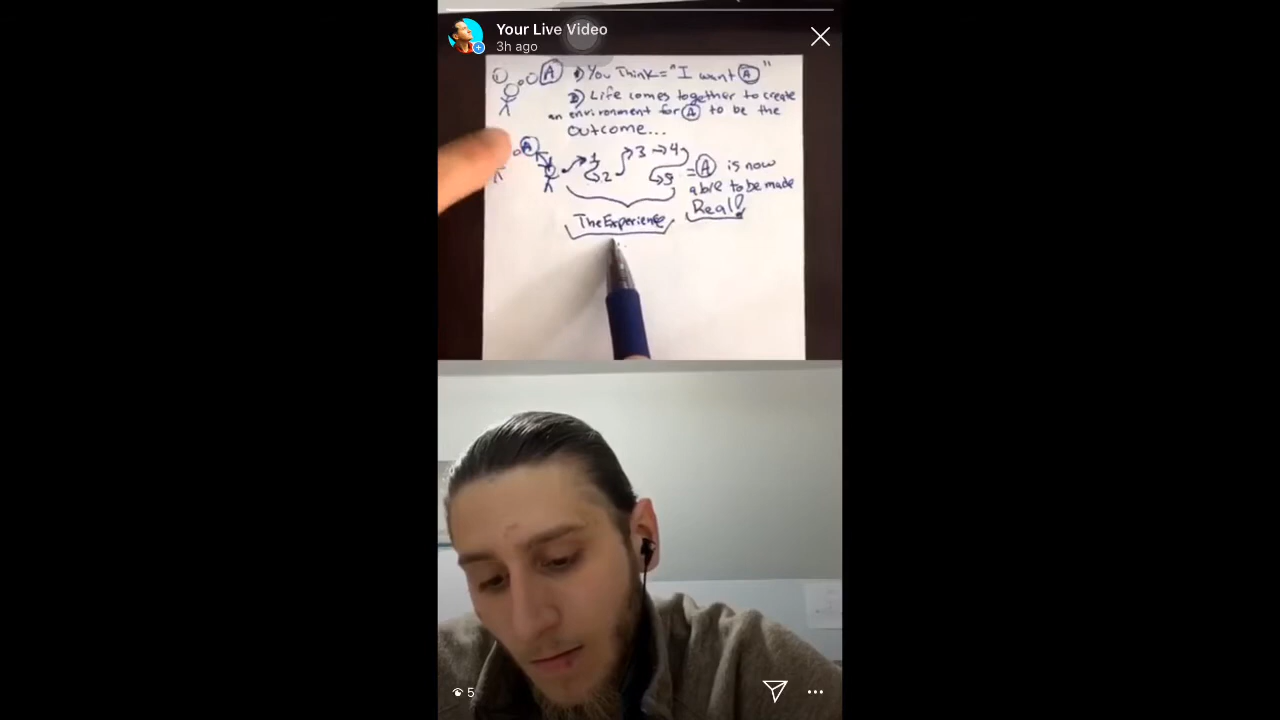 Your Live Video
3h ago
A 1) You Think = "I want A"
2) Life comes together to create
an environment for A to be the
outcome...
A 1 2 3 4 5 = A is now
able to be made
Real!
The Experience
5